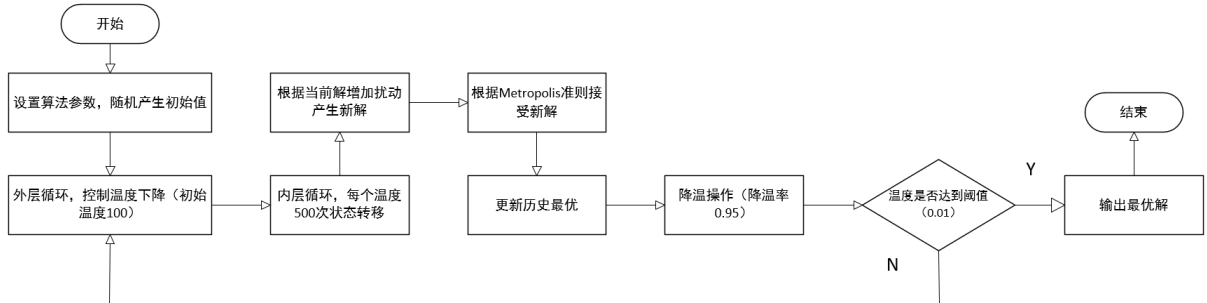 开始
设置算法参数，随机产生初始值
外层循环，控制温度下降（初始
温度100）
根据当前解增加扰动
产生新解
内层循环，每个温度
500次状态转移
根据Metropolis准则接
受新解
更新历史最优
降温操作（降温率
0.95）
温度是否达到阈值
（0.01）
Y
N
结束
输出最优解